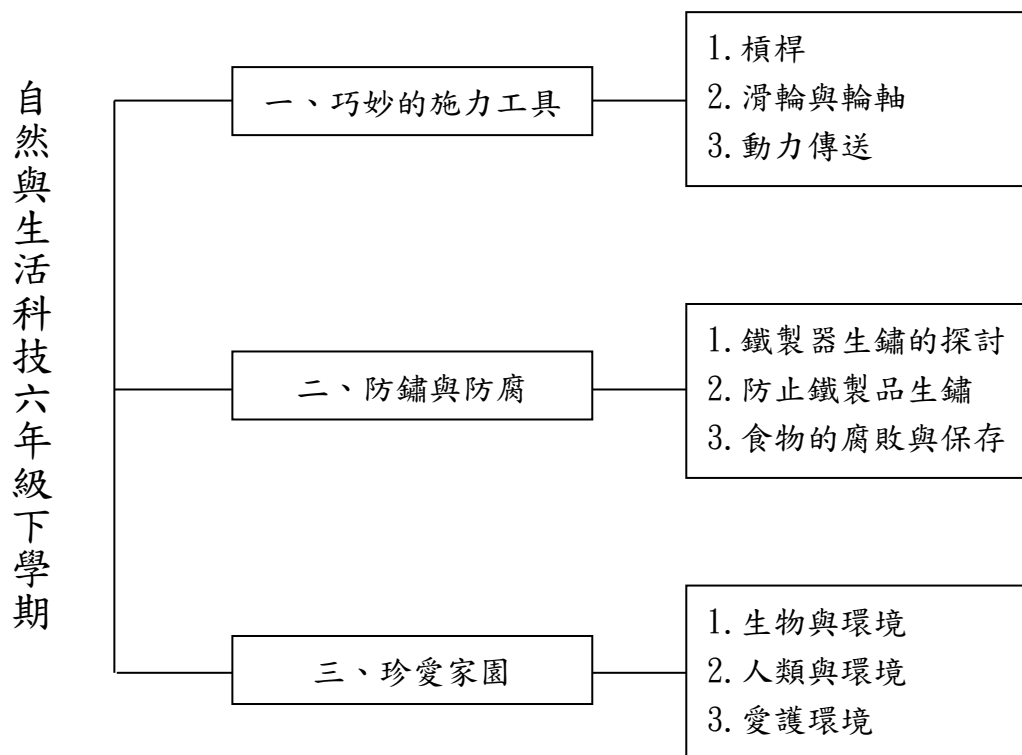 自然與生活科技六年級下學期
一、巧妙的施力工具
1.槓桿
2.滑輪與輪軸
3.動力傳送
二、防鏽與防腐
1.鐵製器生鏽的探討
2.防止鐵製品生鏽
3.食物的腐敗與保存
三、珍愛家園
1.生物與環境
2.人類與環境
3.愛護環境